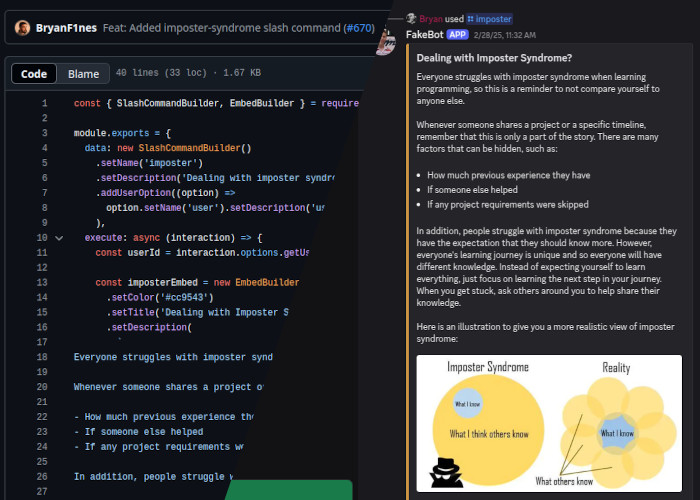 BryanF1nes Feat: Added imposter-syndrome slash command (#670)
Code Blame 40 lines (33 loc) · 1.67 KB
1 const { SlashCommandBuilder, EmbedBuilder } = require
2
3 module.exports = {
4 data: new SlashCommandBuilder()
5 .setName('imposter')
6 .setDescription('Dealing with imposter syndro
7 .addUserOption((option) =>
8 option.setName('user').setDescription('us
9 ),
10 execute: async (interaction) => {
11 const userId = interaction.options.getUs
12
13 const imposterEmbed = new EmbedBuilder
14 .setColor('#cc9543')
15 .setTitle('Dealing with Imposter S
16 .setDescription(
17 `
18 Everyone struggles with imposter synd
19
20 Whenever someone shares a project o
21
22 - How much previous experience th
23 - If someone else helped
24 - If any project requirements w
25
26 In addition, people struggle w
27
Bryan used imposter
FakeBot APP 2/28/25, 11:32 AM
Dealing with Imposter Syndrome?
Everyone struggles with imposter syndrome when learning
programming, so this is a reminder to not compare yourself to
anyone else.
Whenever someone shares a project or a specific timeline,
remember that this is only a part of the story. There are many
factors that can be hidden, such as:
• How much previous experience they have
• If someone else helped
• If any project requirements were skipped
In addition, people struggle with imposter syndrome because they
have the expectation that they should know more. However,
everyone's learning journey is unique and so everyone will have
different knowledge. Instead of expecting yourself to learn
everything, just focus on learning the next step in your journey.
When you get stuck, ask others around you to help share their
knowledge.
Here is an illustration to give you a more realistic view of imposter
syndrome:
Imposter Syndrome
What I know
What I think others know
Reality
What I know
What others know